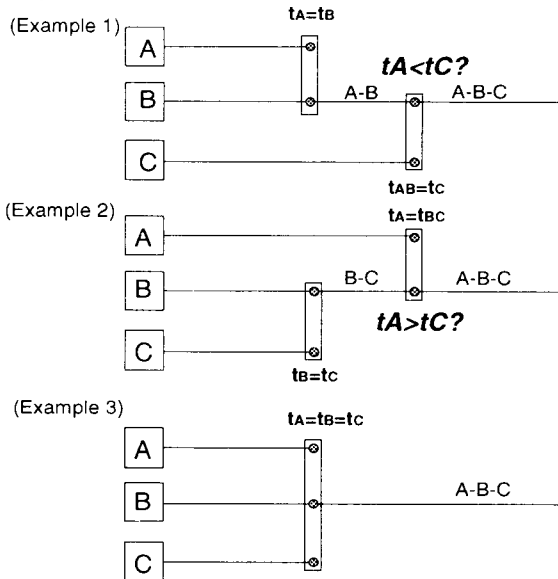 (Example 1)
tA=tB
A
tA<tC?
B
A-B
A-B-C
C
tAB=tC
(Example 2)
tA=tBC
A
B
B-C
A-B-C
tA>tC?
C
tB=tC
(Example 3)
tA=tB=tC
A
B
A-B-C
C